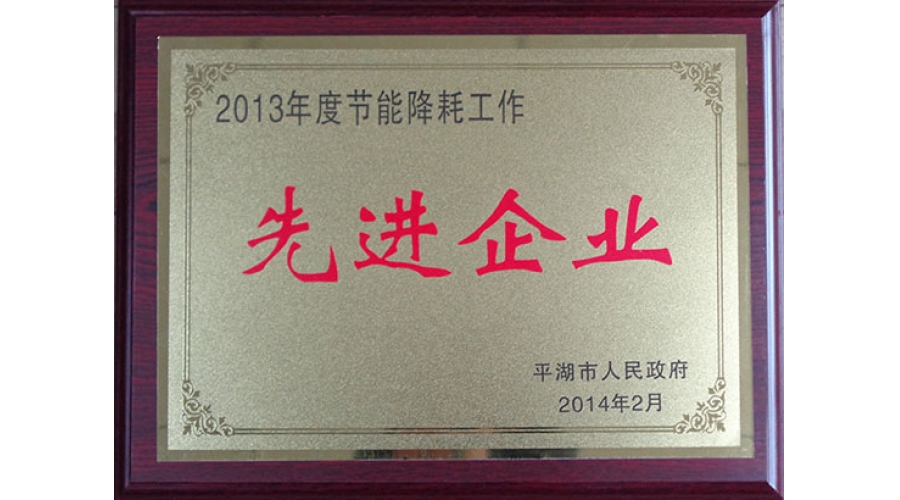 2013年度节能降耗工作
先进企业
平湖市人民政府
2014年2月